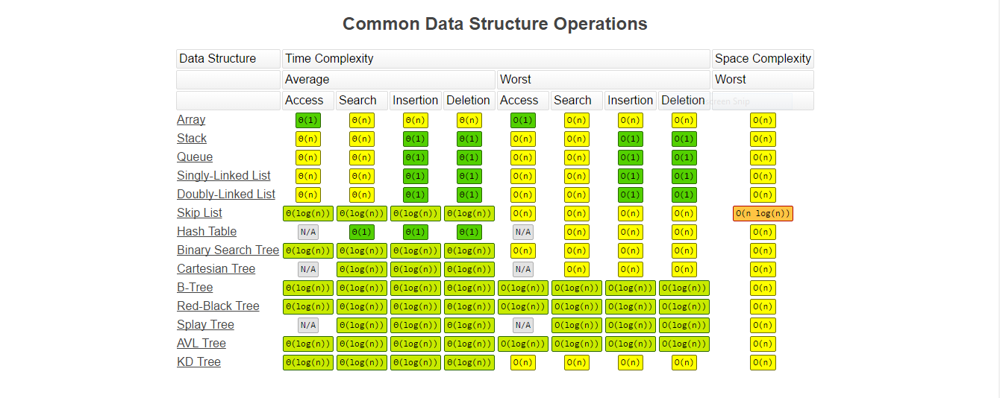 Common Data Structure Operations
Data Structure Time Complexity Space Complexity
Average Worst Worst
Access Search Insertion Deletion Access Search Insertion Deletion screen Snip
Array Θ(1) Θ(n) Θ(n) Θ(n) O(1) O(n) O(n) O(n) O(n)
Stack Θ(n) Θ(n) Θ(1) Θ(1) O(n) O(n) O(1) O(1) O(n)
Queue Θ(n) Θ(n) Θ(1) Θ(1) O(n) O(n) O(1) O(1) O(n)
Singly-Linked List Θ(n) Θ(n) Θ(1) Θ(1) O(n) O(n) O(1) O(1) O(n)
Doubly-Linked List Θ(n) Θ(n) Θ(1) Θ(1) O(n) O(n) O(1) O(1) O(n)
Skip List Θ(log(n)) Θ(log(n)) Θ(log(n)) Θ(log(n)) O(n) O(n) O(n) O(n) O(n log(n))
Hash Table N/A Θ(1) Θ(1) Θ(1) N/A O(n) O(n) O(n) O(n)
Binary Search Tree Θ(log(n)) Θ(log(n)) Θ(log(n)) Θ(log(n)) O(n) O(n) O(n) O(n) O(n)
Cartesian Tree N/A Θ(log(n)) Θ(log(n)) Θ(log(n)) N/A O(n) O(n) O(n) O(n)
B-Tree Θ(log(n)) Θ(log(n)) Θ(log(n)) Θ(log(n)) O(log(n)) O(log(n)) O(log(n)) O(log(n)) O(n)
Red-Black Tree Θ(log(n)) Θ(log(n)) Θ(log(n)) Θ(log(n)) O(log(n)) O(log(n)) O(log(n)) O(log(n)) O(n)
Splay Tree N/A Θ(log(n)) Θ(log(n)) Θ(log(n)) N/A O(log(n)) O(log(n)) O(log(n)) O(n)
AVL Tree Θ(log(n)) Θ(log(n)) Θ(log(n)) Θ(log(n)) O(log(n)) O(log(n)) O(log(n)) O(log(n)) O(n)
KD Tree Θ(log(n)) Θ(log(n)) Θ(log(n)) Θ(log(n)) O(n) O(n) O(n) O(n) O(n)